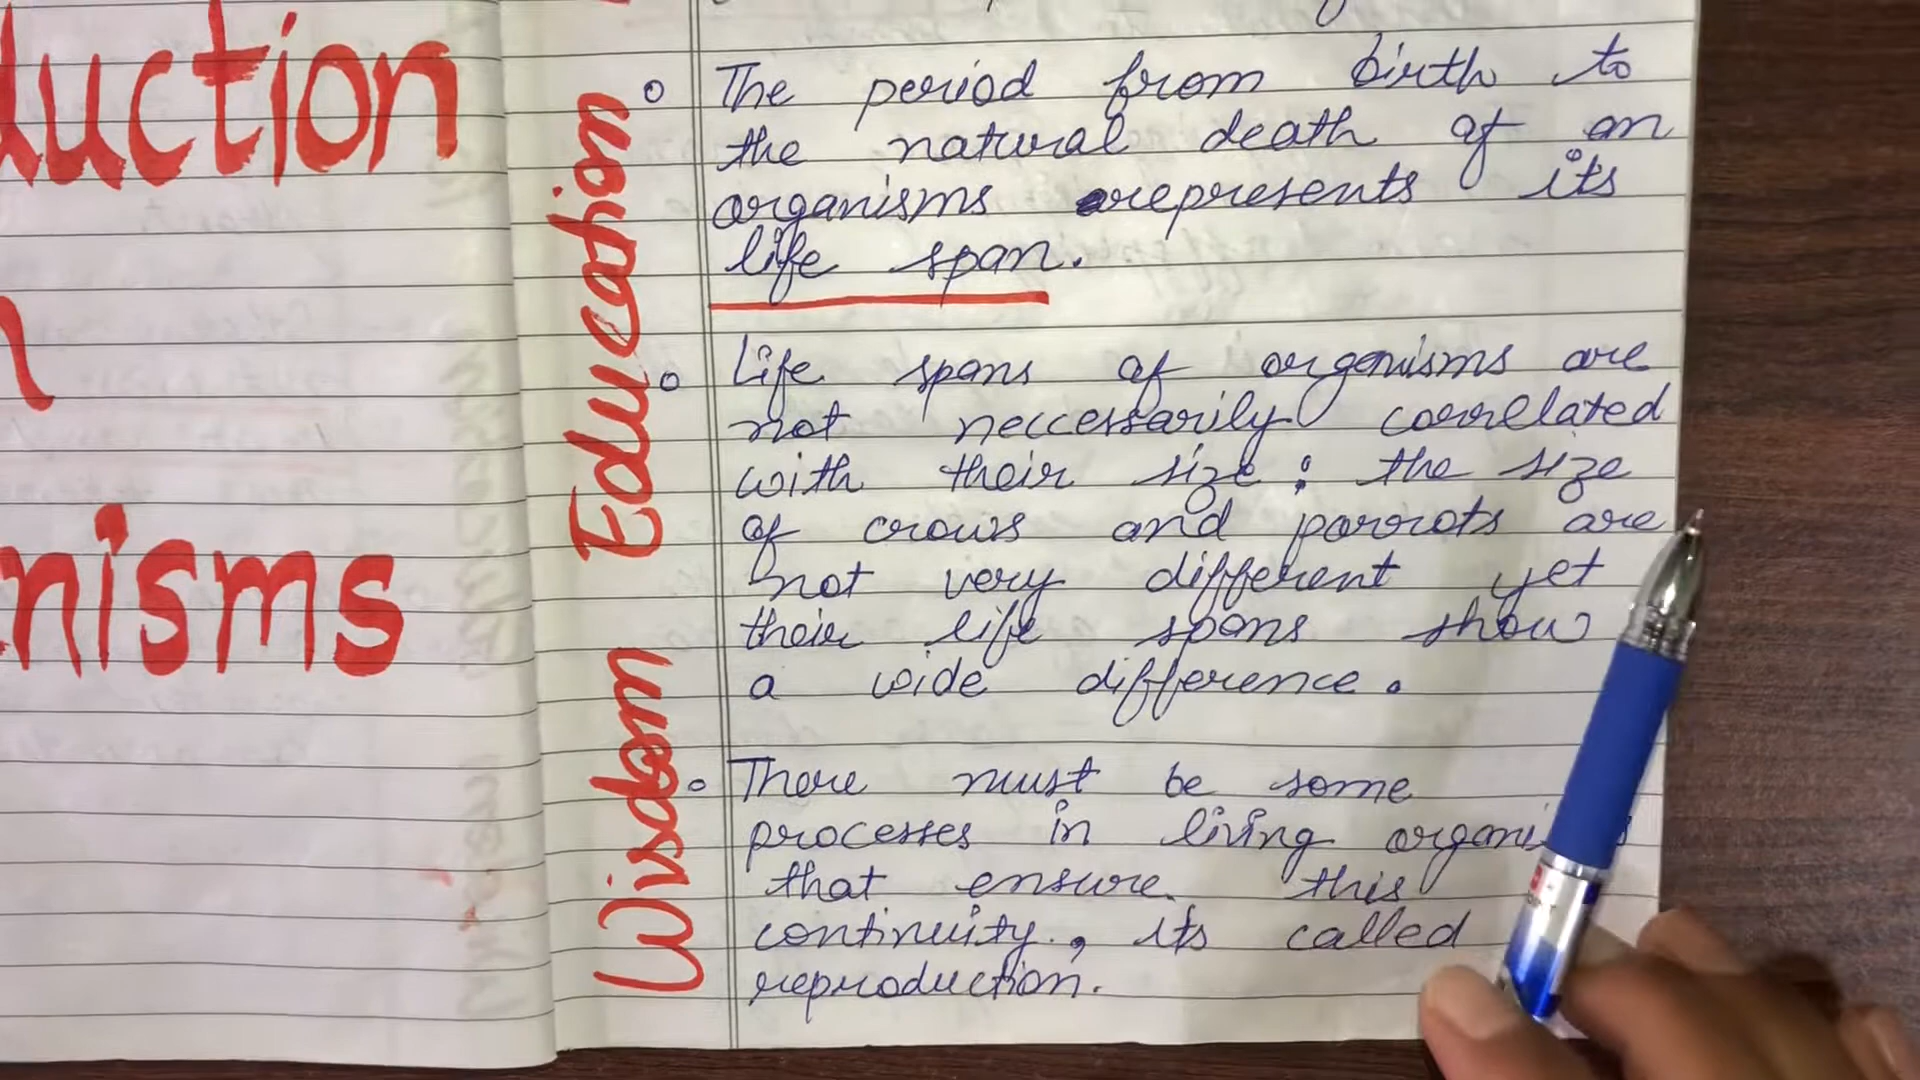 duction
nisms
Wisdom Education
The period from birth to
the natural death of an
organisms represents its
life span.
Life spans of organisms are
not neccessarily correlated
with their size ; the size
of crows and parrots are
not very different yet
their life spans show
a wide difference.
There must be some
processes in living
that ensure this
continuity, its called
reproduction.